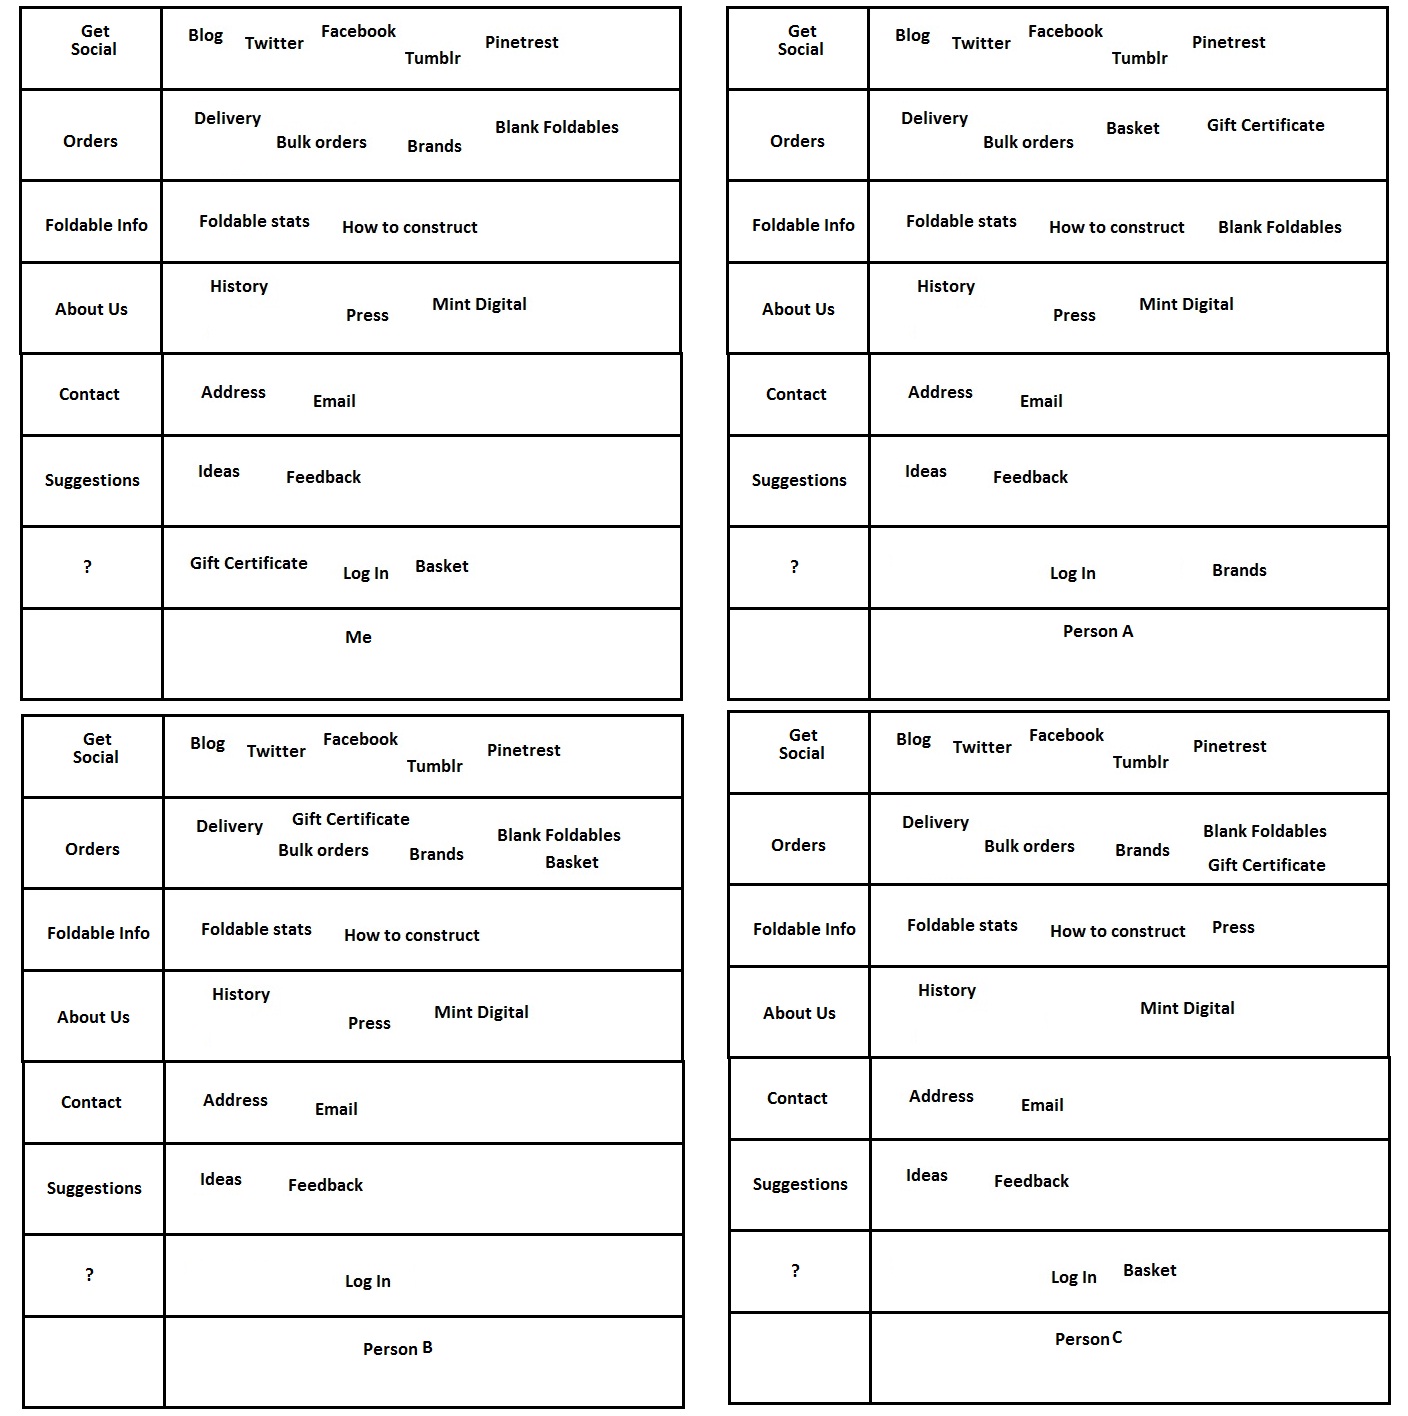 Get
Social
Blog Twitter Facebook Tumblr Pinetrest
Orders
Delivery Bulk orders Brands Blank Foldables
Foldable Info
Foldable stats How to construct
About Us
History Press Mint Digital
Contact
Address Email
Suggestions
Ideas Feedback
?
Gift Certificate Log In Basket
Me
Get
Social
Blog Twitter Facebook Tumblr Pinetrest
Orders
Delivery Bulk orders Basket Gift Certificate
Foldable Info
Foldable stats How to construct Blank Foldables
About Us
History Press Mint Digital
Contact
Address Email
Suggestions
Ideas Feedback
?
Log In Brands
Person A
Get
Social
Blog Twitter Facebook Tumblr Pinetrest
Orders
Delivery Gift Certificate Bulk orders Brands Blank Foldables
Basket
Foldable Info
Foldable stats How to construct
About Us
History Press Mint Digital
Contact
Address Email
Suggestions
Ideas Feedback
?
Log In
Person B
Get
Social
Blog Twitter Facebook Tumblr Pinetrest
Orders
Delivery Bulk orders Brands Blank Foldables
Gift Certificate
Foldable Info
Foldable stats How to construct Press
About Us
History Mint Digital
Contact
Address Email
Suggestions
Ideas Feedback
?
Log In Basket
Person C